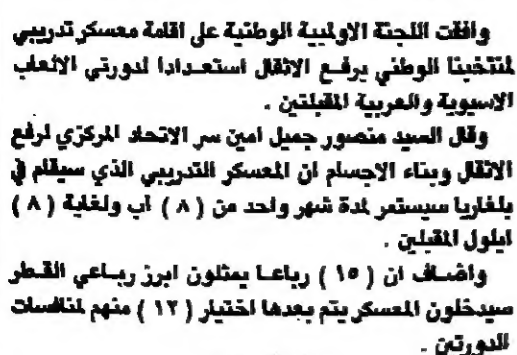 وافقت اللجنة الاولمبية الوطنية على اقامة معسكر تدريبي
لمنتخبنا الوطني برفع الاثقال استعدادا لدورتي الالعاب
الاسيوية والعربية المقبلتين .
وقال السيد منصور جميل امين سر الاتحاد المركزي لرفع
الاثقال وبناء الاجسام ان المعسكر التدريبي الذي سيقام في
بلغاريا سيستمر لمدة شهر واحد من ( ٨ ) آب ولغاية ( ٨ )
ايلول المقبلين .
واضاف ان ( ١٥ ) رباعا يمثلون ابرز رباعي القطر
سيدخلون المعسكر يتم بعدها اختيار ( ١٢ ) منهم لمنافسات
الدورتين .